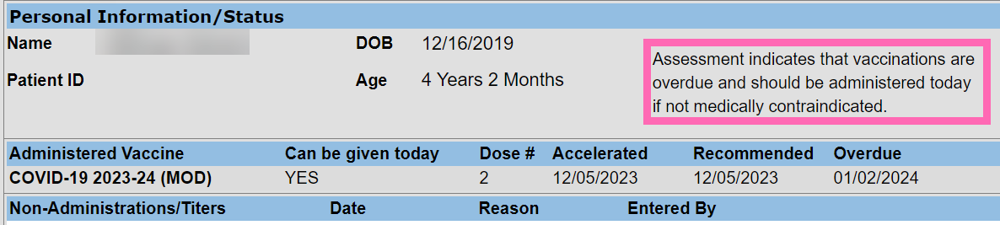 Personal Information/Status
Name DOB 12/16/2019
Patient ID Age 4 Years 2 Months
Assessment indicates that vaccinations are
overdue and should be administered today
if not medically contraindicated.
Administered Vaccine Can be given today Dose # Accelerated Recommended Overdue
COVID-19 2023-24 (MOD) YES 2 12/05/2023 12/05/2023 01/02/2024
Non-Administrations/Titers Date Reason Entered By